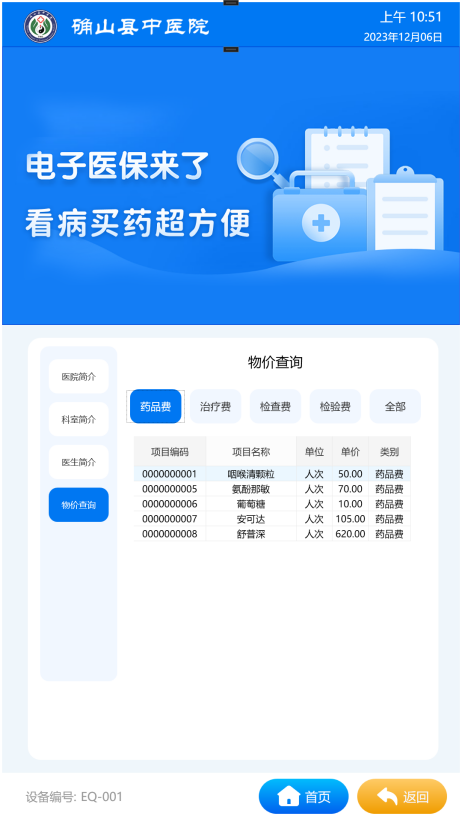 确山县中医院
上午 10:51
2023年12月06日
电子医保来了
看病买药超方便
物价查询
医院简介
科室简介
医生简介
物价查询
药品费 治疗费 检查费 检验费 全部
项目编码 项目名称 单位 单价 类别
0000000001 咽喉清颗粒 人次 50.00 药品费
0000000005 氨酚那敏 人次 70.00 药品费
0000000006 葡萄糖 人次 10.00 药品费
0000000007 安可达 人次 105.00 药品费
0000000008 舒普深 人次 620.00 药品费
设备编号: EQ-001
首页
返回